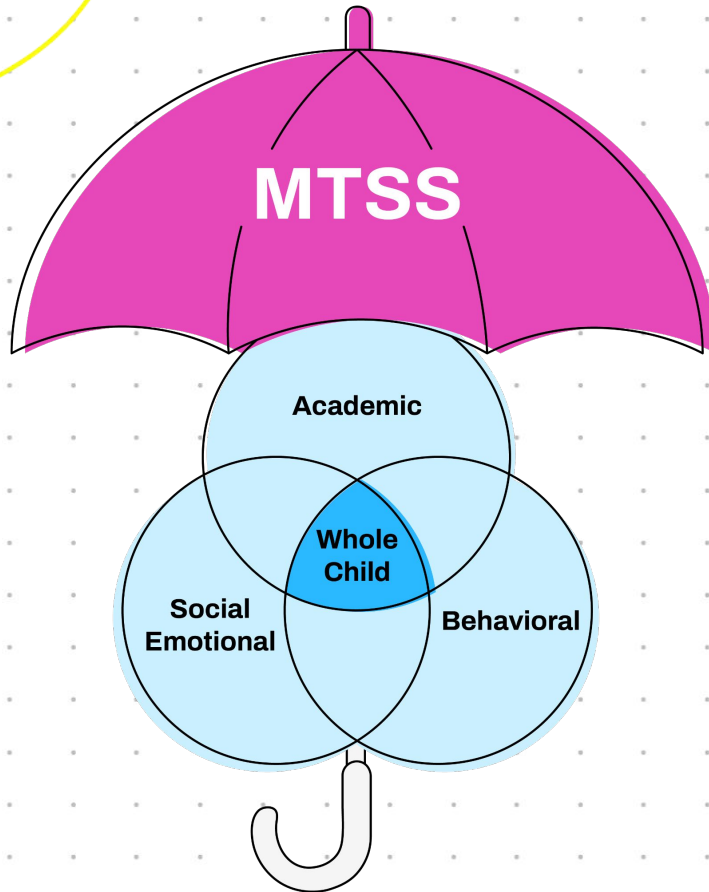 MTSS
Academic
Whole
Child
Social
Emotional
Behavioral